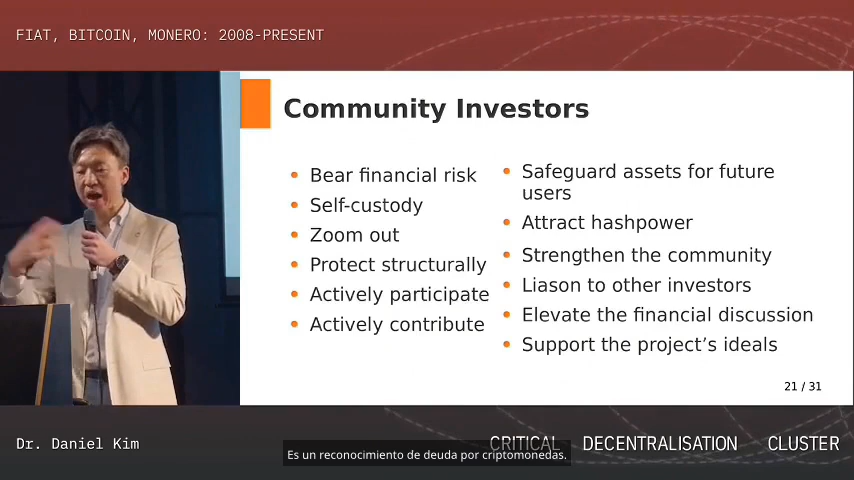 FIAT, BITCOIN, MONERO: 2008-PRESENT
Community Investors
Bear financial risk
Self-custody
Zoom out
Protect structurally
Actively participate
Actively contribute
Safeguard assets for future
users
Attract hashpower
Strengthen the community
Liason to other investors
Elevate the financial discussion
Support the project's ideals
21 / 31
Dr. Daniel Kim
CRITICAL DECENTRALISATION CLUSTER
Es un reconocimiento de deuda por criptomonedas.